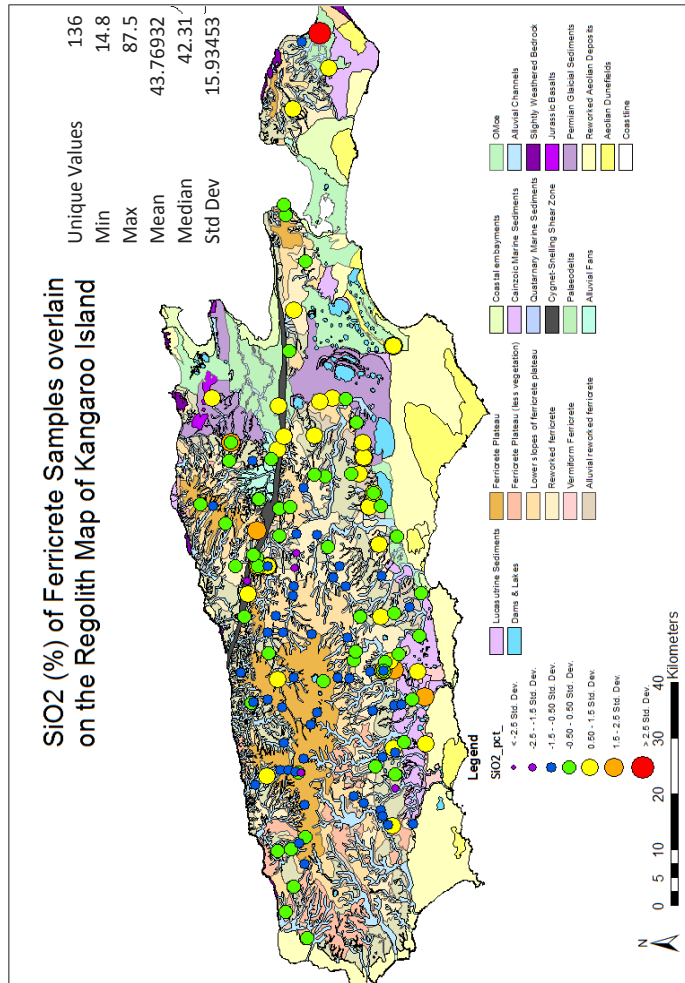 SiO2 (%) of Ferricrete Samples overlain
on the Regolith Map of Kangaroo Island
Unique Values 136
Min 14.8
Max 87.5
Mean 43.76932
Median 42.31
Std Dev 15.93453
Legend
SiO2_pct_
< -2.5 Std. Dev.
-2.5 - -1.5 Std. Dev.
-1.5 - -0.50 Std. Dev.
-0.50 - 0.50 Std. Dev.
0.50 - 1.5 Std. Dev.
1.5 - 2.5 Std. Dev.
> 2.5 Std. Dev.
Lucasutrine Sediments
Dams & Lakes
Ferricrete Plateau
Ferricrete Plateau (less vegetation)
Lower slopes of ferricrete plateau
Reworked ferricrete
Vermiform Ferricrete
Alluvial reworked ferricrete
Coastal embayments
Cainzoic Marine Sediments
Quatarnary Marine Sediments
Cygnet-Snelling Shear Zone
Palaeodelta
Alluvial Fans
OMoe
Alluvial Channels
Slightly Weathered Bedrock
Jurassic Basalts
Permian Glaicial Sediments
Reworked Aeolian Deposits
Aeolian Dunefields
Coastline
N
0 5 10 20 30 40
Kilometers